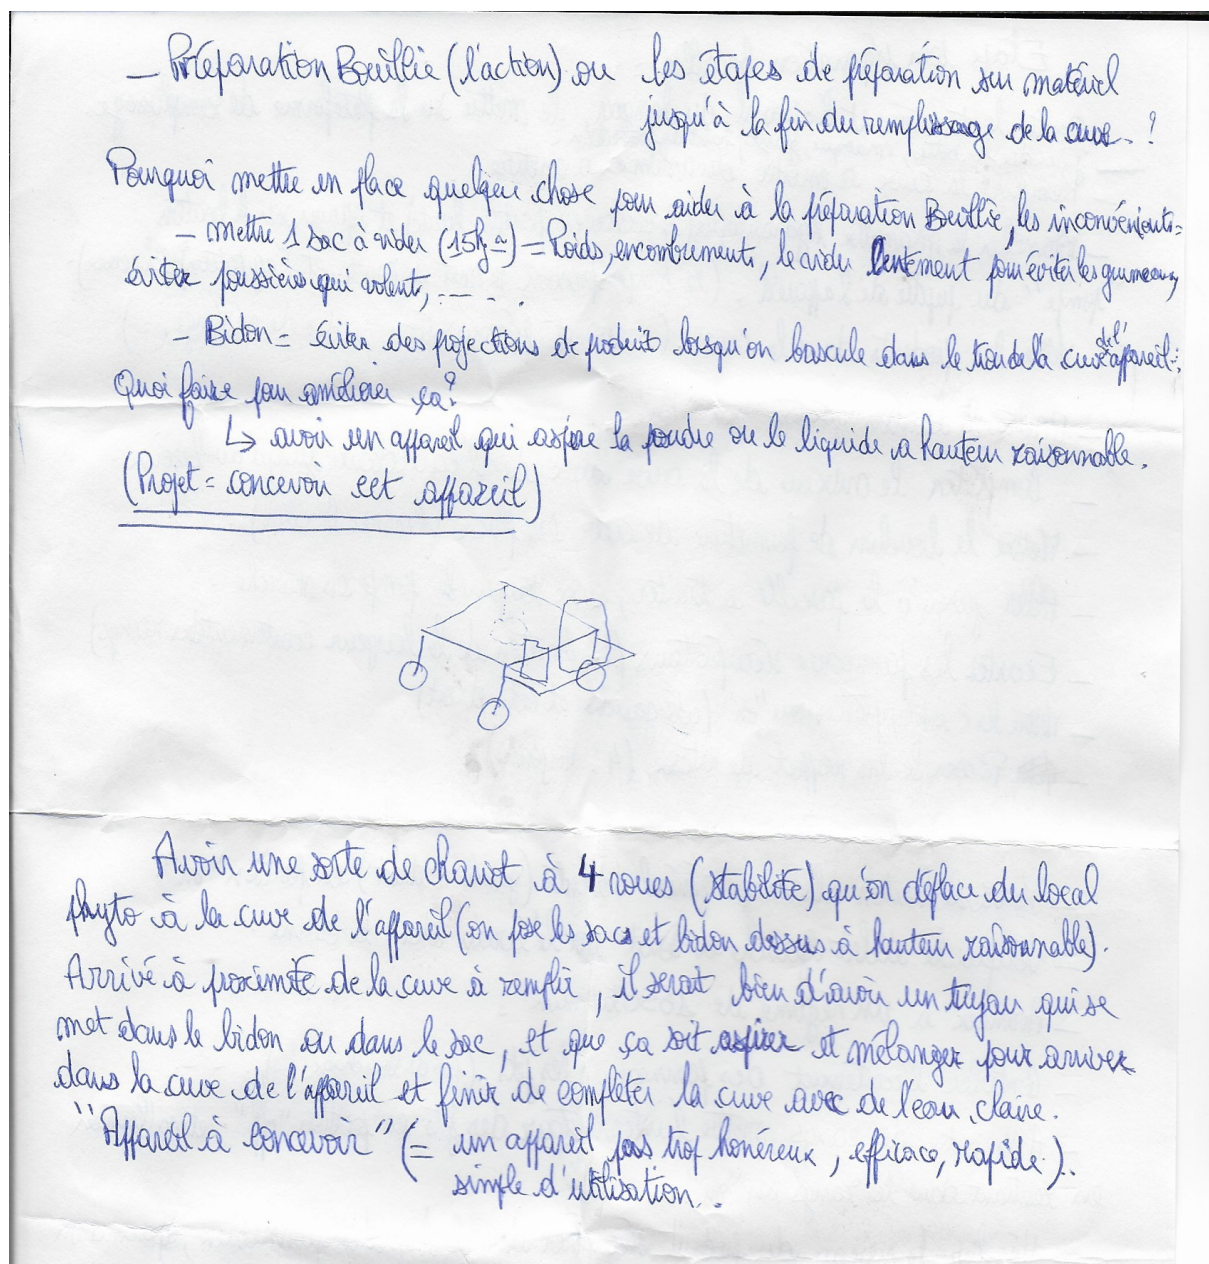 — Préparation Bouillie (l'action) ou les étapes de préparation sur matériel
jusqu'à la fin du remplissage de la cuve..!
Pourquoi mettre en place quelque chose pour aider à la préparation Bouillie, les inconvénients =
— mettre 1 sac à vider (15kg ≃) = Poids, encombrements, le vider lentement pour éviter les grumeaux,
éviter poussières qui volent, .....
— Bidon = éviter des projections de produits lorsqu'on bascule dans le trou de la cuve de l'appareil..
Quoi faire pour améliorer ça?
↳ avoir un appareil qui aspire la poudre ou le liquide a hauteur raisonnable.
(Projet = concevoir cet appareil)
Avoir une sorte de chariot à 4 roues (stabilité) qu'on déplace du local
phyto à la cuve de l'appareil (on pose les sacs et bidon dessus à hauteur raisonnable).
Arrivé à proximité de la cuve à remplir, il serait bien d'avoir un tuyau qui se
met dans le bidon ou dans le sac, et que ça soit aspirer et mélanger pour arriver
dans la cuve de l'appareil et finir de compléter la cuve avec de l'eau claire.
"Appareil à concevoir" (= un appareil pas trop honéreux, efficace, rapide.).
simple d'utilisation..